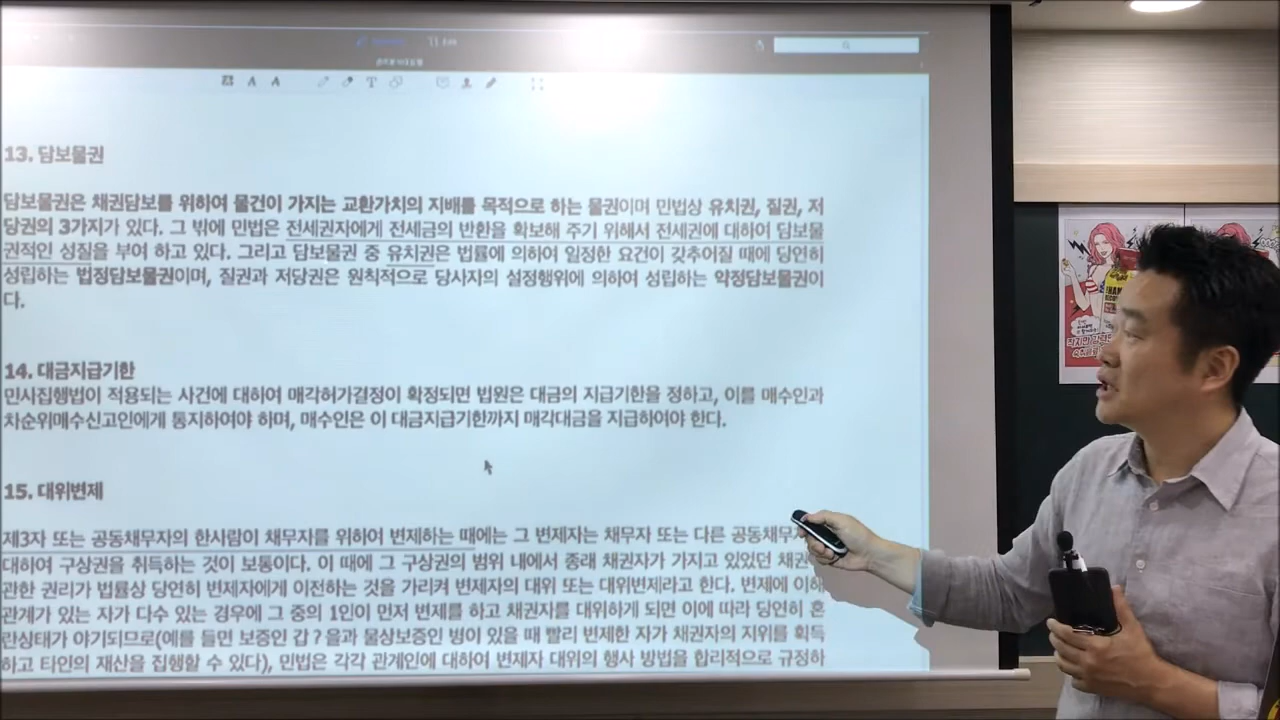 13. 담보물권
담보물권은 채권담보를 위하여 물건이 가지는 교환가치의 지배를 목적으로 하는 물권이며 민법상 유치권, 질권, 저
당권의 3가지가 있다. 그 밖에 민법은 전세권자에게 전세금의 반환을 확보해 주기 위해서 전세권에 대하여 담보물
권적인 성질을 부여 하고 있다. 그리고 담보물권 중 유치권은 법률에 의하여 일정한 요건이 갖추어질 때에 당연히
성립하는 법정담보물권이며, 질권과 저당권은 원칙적으로 당사자의 설정행위에 의하여 성립하는 약정담보물권이
다.
14. 대금지급기한
민사집행법이 적용되는 사건에 대하여 매각허가결정이 확정되면 법원은 대금의 지급기한을 정하고, 이를 매수인과
차순위매수신고인에게 통지하여야 하며, 매수인은 이 대금지급기한까지 매각대금을 지급하여야 한다.
15. 대위변제
제3자 또는 공동채무자의 한사람이 채무자를 위하여 변제하는 때에는 그 변제자는 채무자 또는 다른 공동채무자
대하여 구상권을 취득하는 것이 보통이다. 이 때에 그 구상권의 범위 내에서 종래 채권자가 가지고 있었던 채권
관한 권리가 법률상 당연히 변제자에게 이전하는 것을 가리켜 변제자의 대위 또는 대위변제라고 한다. 변제에 이해
관계가 있는 자가 다수 있는 경우에 그 중의 1인이 먼저 변제를 하고 채권자를 대위하게 되면 이에 따라 당연히 혼
란상태가 야기되므로(예를 들면 보증인 갑?을과 물상보증인 병이 있을 때 빨리 변제한 자가 채권자의 지위를 획득
하고 타인의 재산을 집행할 수 있다), 민법은 각각 관계인에 대하여 변제자 대위의 행사 방법을 합리적으로 규정하